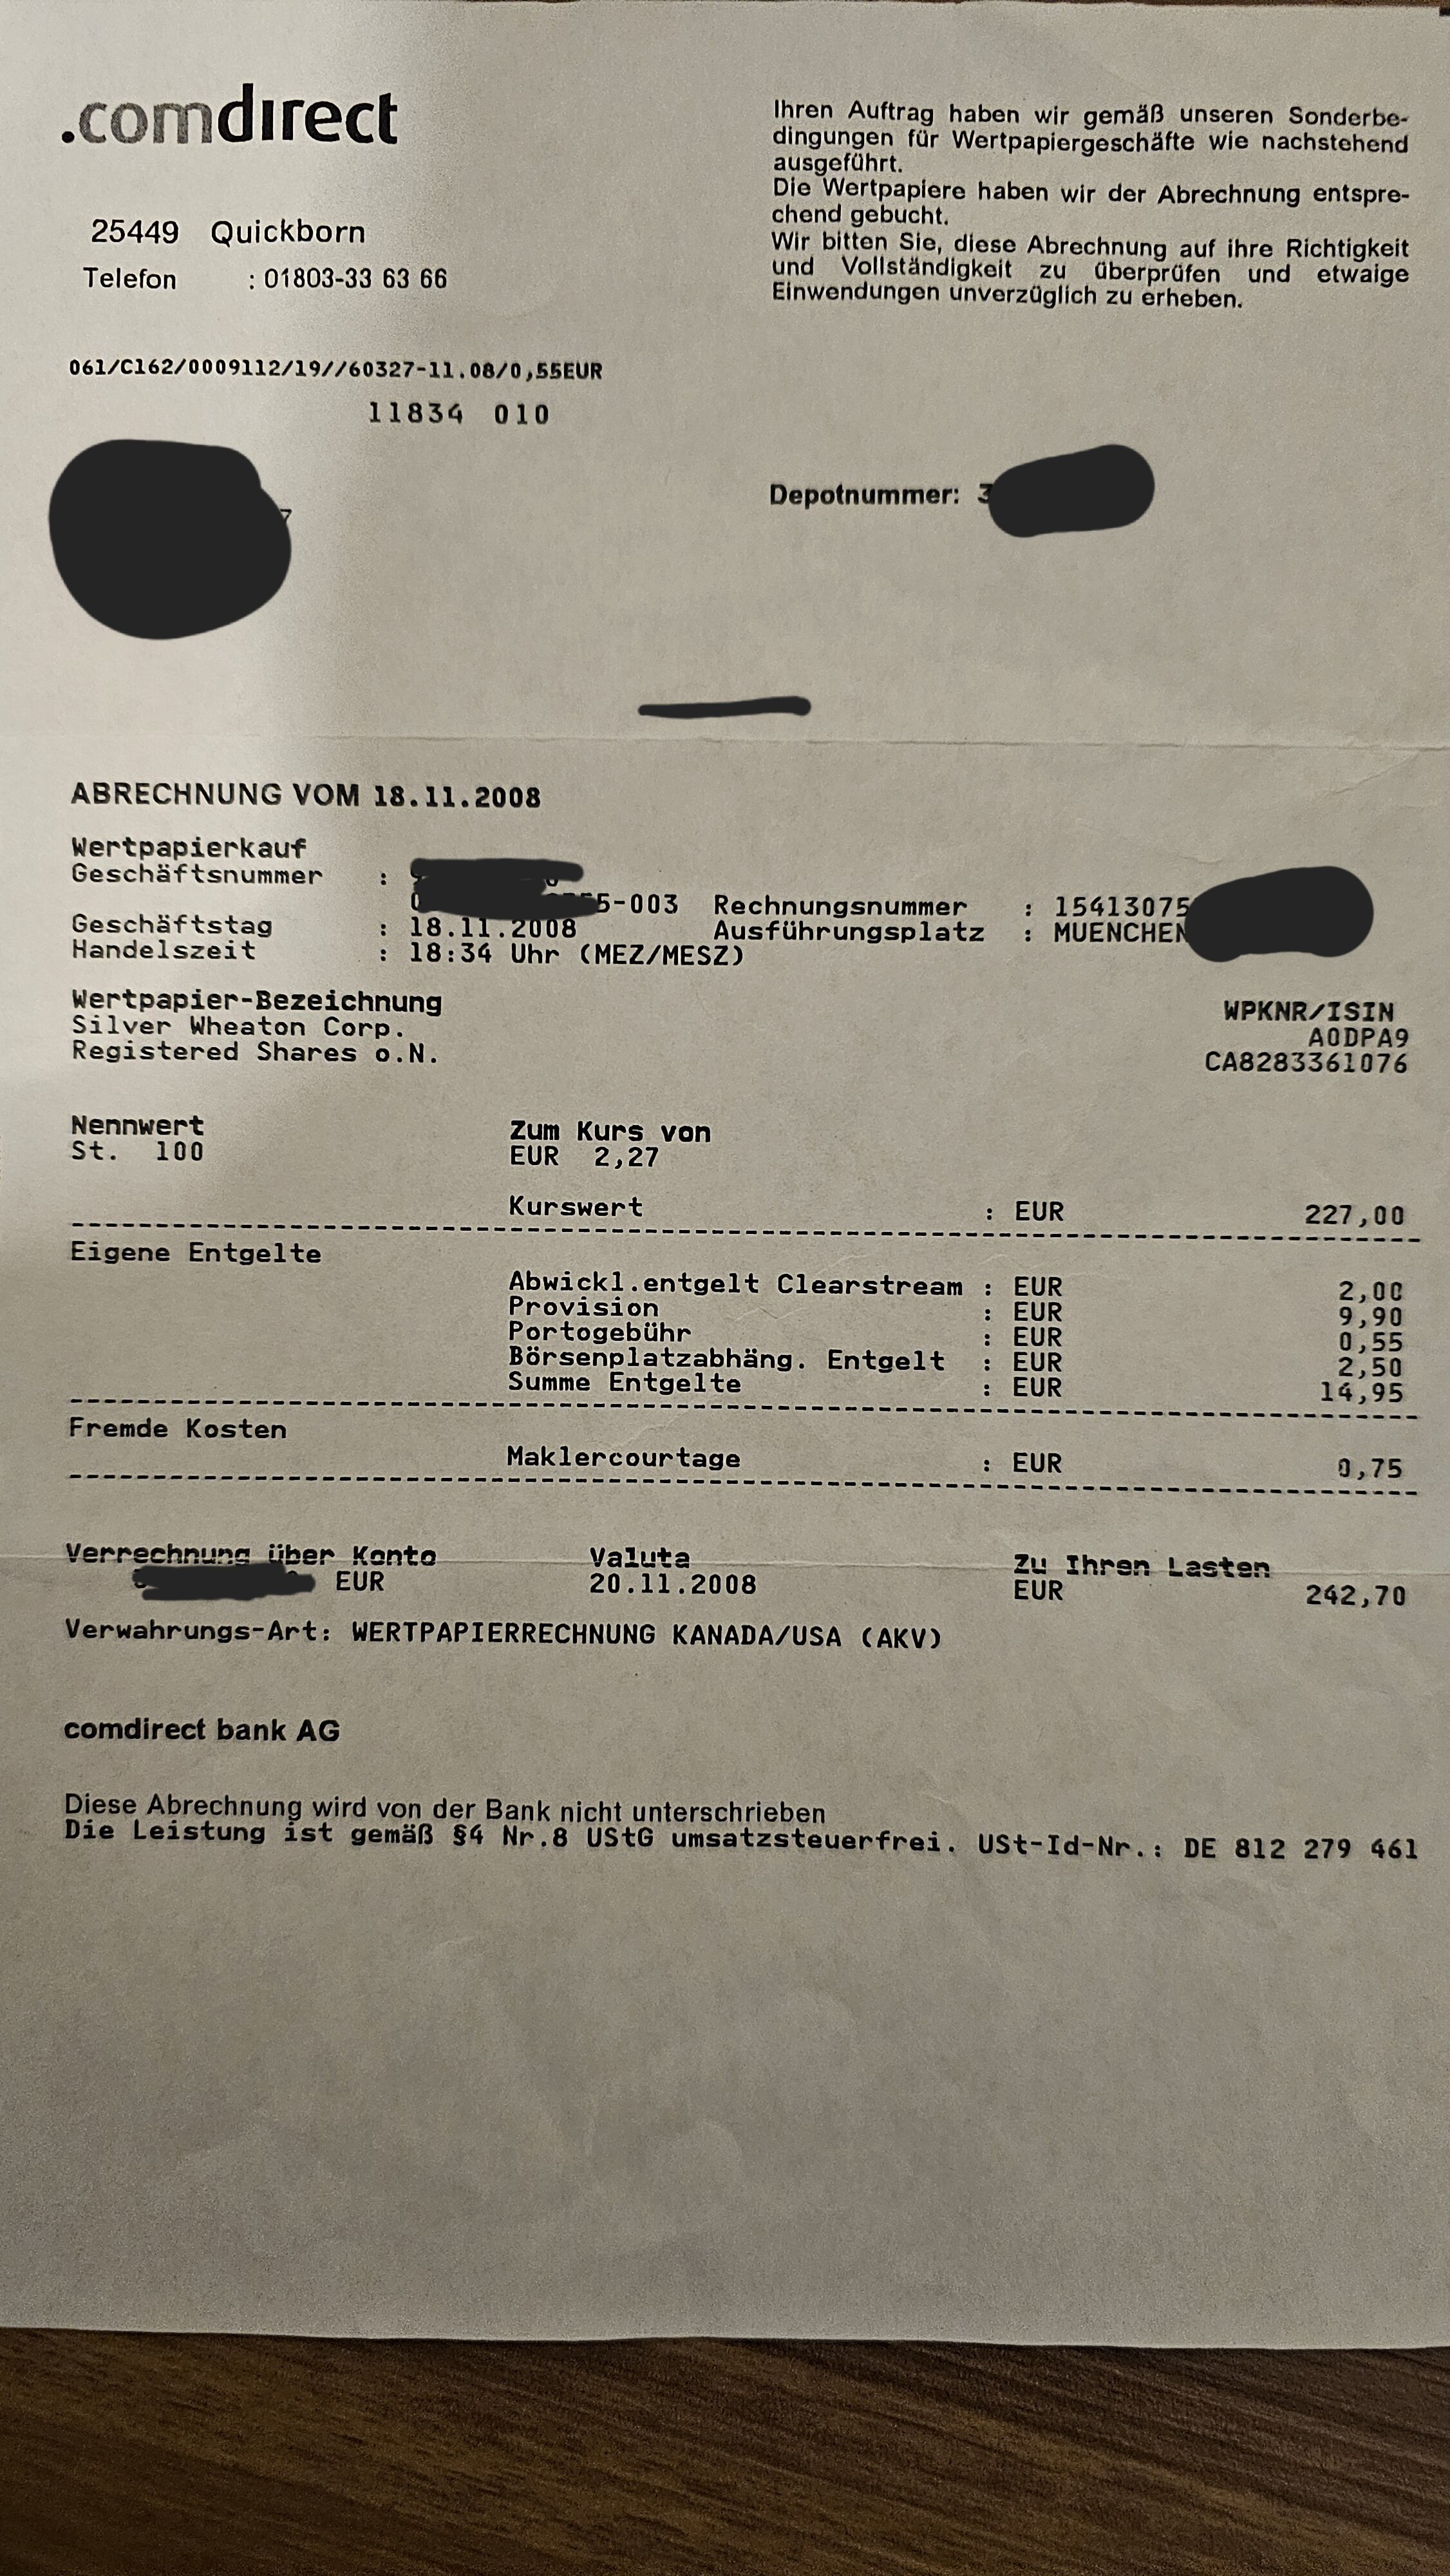 .comdirect
25449 Quickborn
Telefon : 01803-33 63 66
Ihren Auftrag haben wir gemäß unseren Sonderbe-
dingungen für Wertpapiergeschäfte wie nachstehend
ausgeführt.
Die Wertpapiere haben wir der Abrechnung entspre-
chend gebucht.
Wir bitten Sie, diese Abrechnung auf ihre Richtigkeit
und Vollständigkeit zu überprüfen und etwaige
Einwendungen unverzüglich zu erheben.
061/C162/0009112/19//60327-11.08/0,55EUR
11834 010
7
Depotnummer: 3
ABRECHNUNG VOM 18.11.2008
Wertpapierkauf
Geschäftsnummer :
5-003 Rechnungsnummer : 15413075
Geschäftstag : 18.11.2008 Ausführungsplatz : MUENCHEN
Handelszeit : 18:34 Uhr (MEZ/MESZ)
Wertpapier-Bezeichnung WPKNR/ISIN
Silver Wheaton Corp. A0DPA9
Registered Shares o.N. CA8283361076
Nennwert Zum Kurs von
St. 100 EUR 2,27
Kurswert : EUR 227,00
Eigene Entgelte
Abwickl.entgelt Clearstream : EUR 2,00
Provision : EUR 9,90
Portogebühr : EUR 0,55
Börsenplatzabhäng. Entgelt : EUR 2,50
Summe Entgelte : EUR 14,95
Fremde Kosten
Maklercourtage : EUR 0,75
Verrechnung über Konto Valuta Zu Ihren Lasten
EUR 20.11.2008 EUR 242,70
Verwahrungs-Art: WERTPAPIERRECHNUNG KANADA/USA (AKV)
comdirect bank AG
Diese Abrechnung wird von der Bank nicht unterschrieben
Die Leistung ist gemäß §4 Nr.8 UStG umsatzsteuerfrei. USt-Id-Nr.: DE 812 279 461